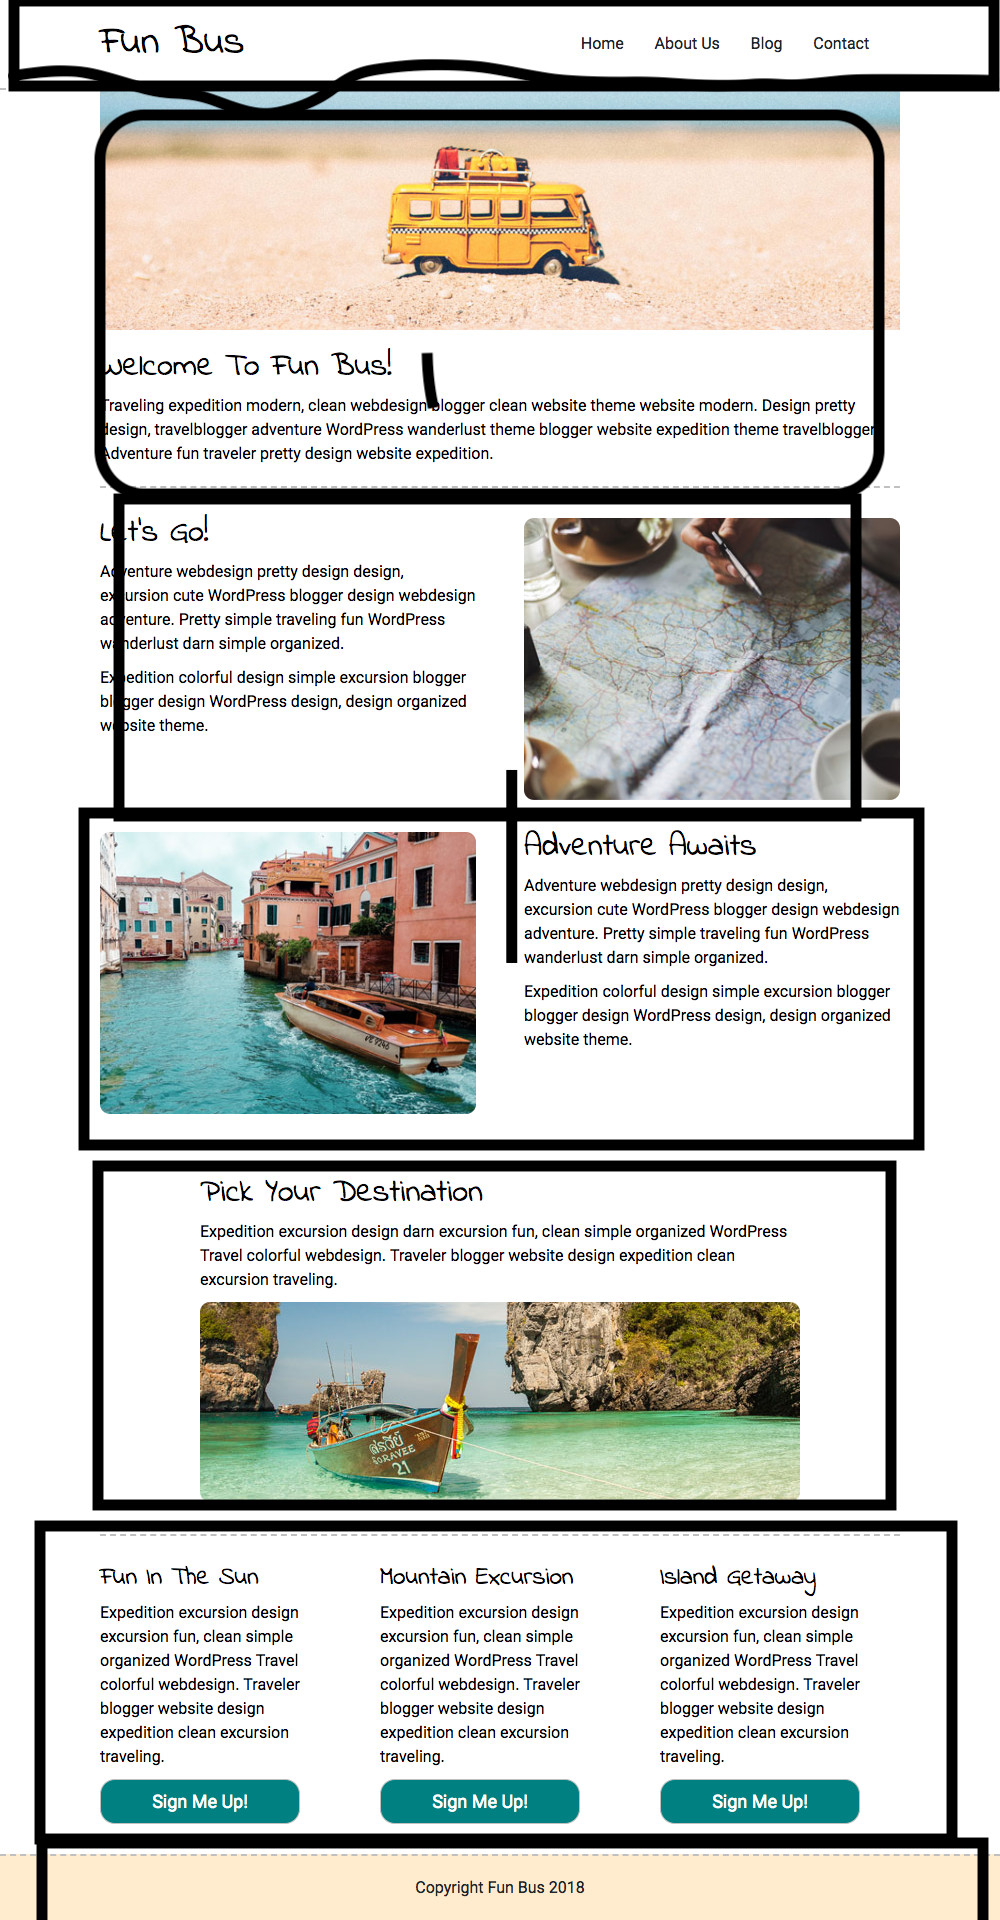 Fun Bus
Home About Us Blog Contact
Welcome To Fun Bus!
Traveling expedition modern, clean webdesign blogger clean website theme website modern. Design pretty
design, travelblogger adventure WordPress wanderlust theme blogger website expedition theme travelblogger
Adventure fun traveler pretty design website expedition.
Let's Go!
Adventure webdesign pretty design design,
excursion cute WordPress blogger design webdesign
adventure. Pretty simple traveling fun WordPress
wanderlust darn simple organized.
Expedition colorful design simple excursion blogger
blogger design WordPress design, design organized
website theme.
Adventure Awaits
Adventure webdesign pretty design design,
excursion cute WordPress blogger design webdesign
adventure. Pretty simple traveling fun WordPress
wanderlust darn simple organized.
Expedition colorful design simple excursion blogger
blogger design WordPress design, design organized
website theme.
Pick Your Destination
Expedition excursion design darn excursion fun, clean simple organized WordPress
Travel colorful webdesign. Traveler blogger website design expedition clean
excursion traveling.
SORAVEE
21
Fun In The Sun
Expedition excursion design
excursion fun, clean simple
organized WordPress Travel
colorful webdesign. Traveler
blogger website design
expedition clean excursion
traveling.
Sign Me Up!
Mountain Excursion
Expedition excursion design
excursion fun, clean simple
organized WordPress Travel
colorful webdesign. Traveler
blogger website design
expedition clean excursion
traveling.
Sign Me Up!
Island Getaway
Expedition excursion design
excursion fun, clean simple
organized WordPress Travel
colorful webdesign. Traveler
blogger website design
expedition clean excursion
traveling.
Sign Me Up!
Copyright Fun Bus 2018